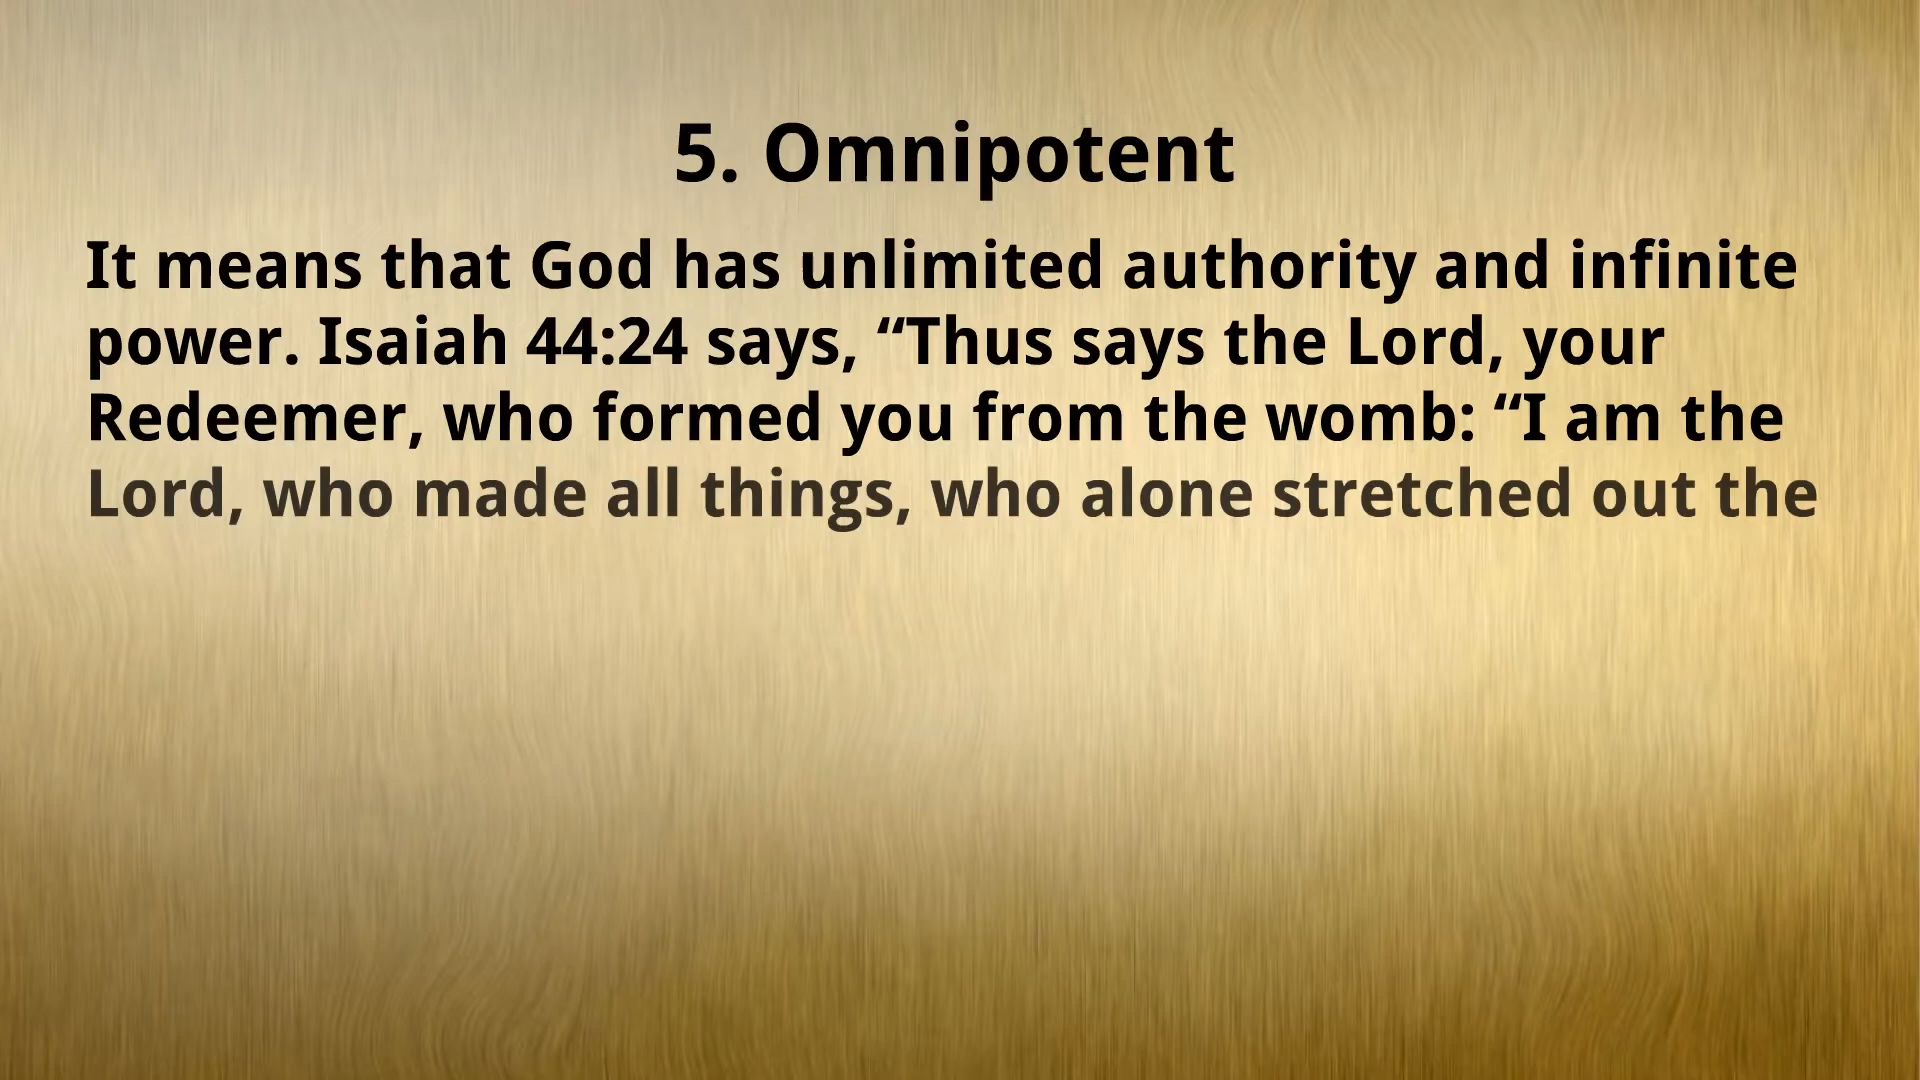 5. Omnipotent
It means that God has unlimited authority and infinite
power. Isaiah 44:24 says, “Thus says the Lord, your
Redeemer, who formed you from the womb: “I am the
Lord, who made all things, who alone stretched out the